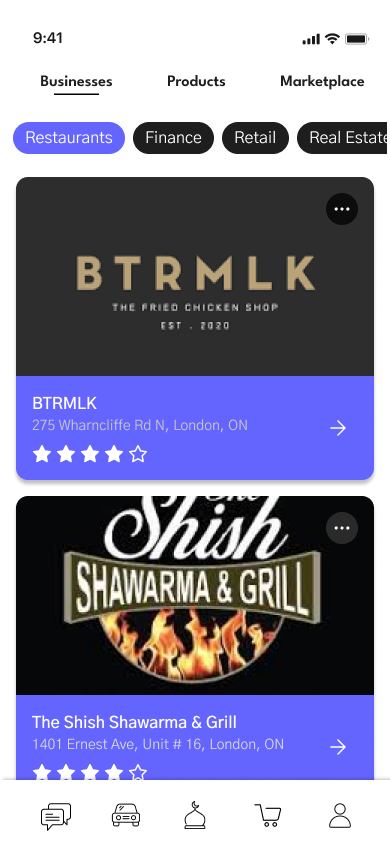 9:41
Businesses Products Marketplace
Restaurants Finance Retail Real Estate
BTRMLK
THE FRIED CHICKEN SHOP
EST . 2020
BTRMLK
275 Wharncliffe Rd N, London, ON
The
Shish
SHAWARMA & GRILL
The Shish Shawarma & Grill
1401 Ernest Ave, Unit # 16, London, ON